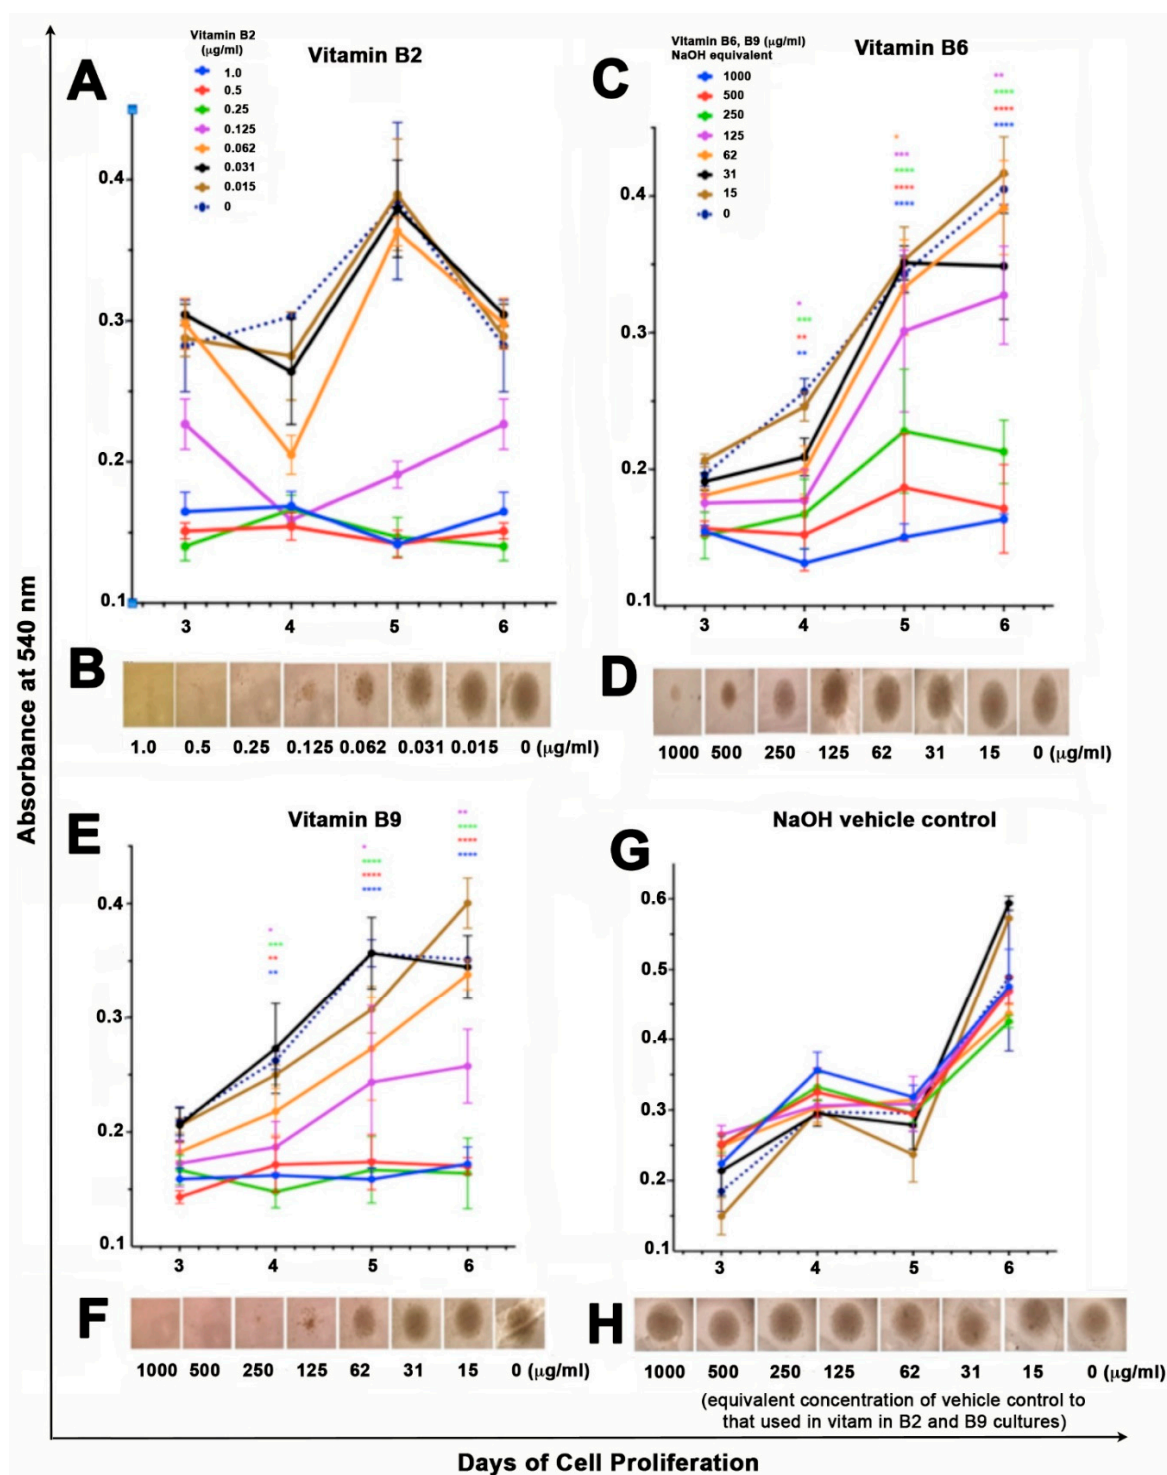 Absorbance at 540 nm
A
Vitamin B2
(µg/ml)
Vitamin B2
1.0
0.5
0.25
0.125
0.062
0.031
0.015
0
0.4
0.3
0.2
0.1
3 4 5 6
B
1.0 0.5 0.25 0.125 0.062 0.031 0.015 0 (µg/ml)
C
Vitamin B6, B9 (µg/ml)
NaOH equivalent
Vitamin B6
1000
500
250
125
62
31
15
0
*
***
**
**
*
***
****
****
****
**
****
****
****
0.4
0.3
0.2
0.1
3 4 5 6
D
1000 500 250 125 62 31 15 0 (µg/ml)
E
Vitamin B9
*
***
**
**
*
****
****
****
**
****
****
****
0.4
0.3
0.2
0.1
3 4 5 6
F
1000 500 250 125 62 31 15 0 (µg/ml)
G
NaOH vehicle control
0.6
0.5
0.4
0.3
0.2
0.1
3 4 5 6
H
1000 500 250 125 62 31 15 0 (µg/ml)
(equivalent concentration of vehicle control to
that used in vitam in B2 and B9 cultures)
Days of Cell Proliferation